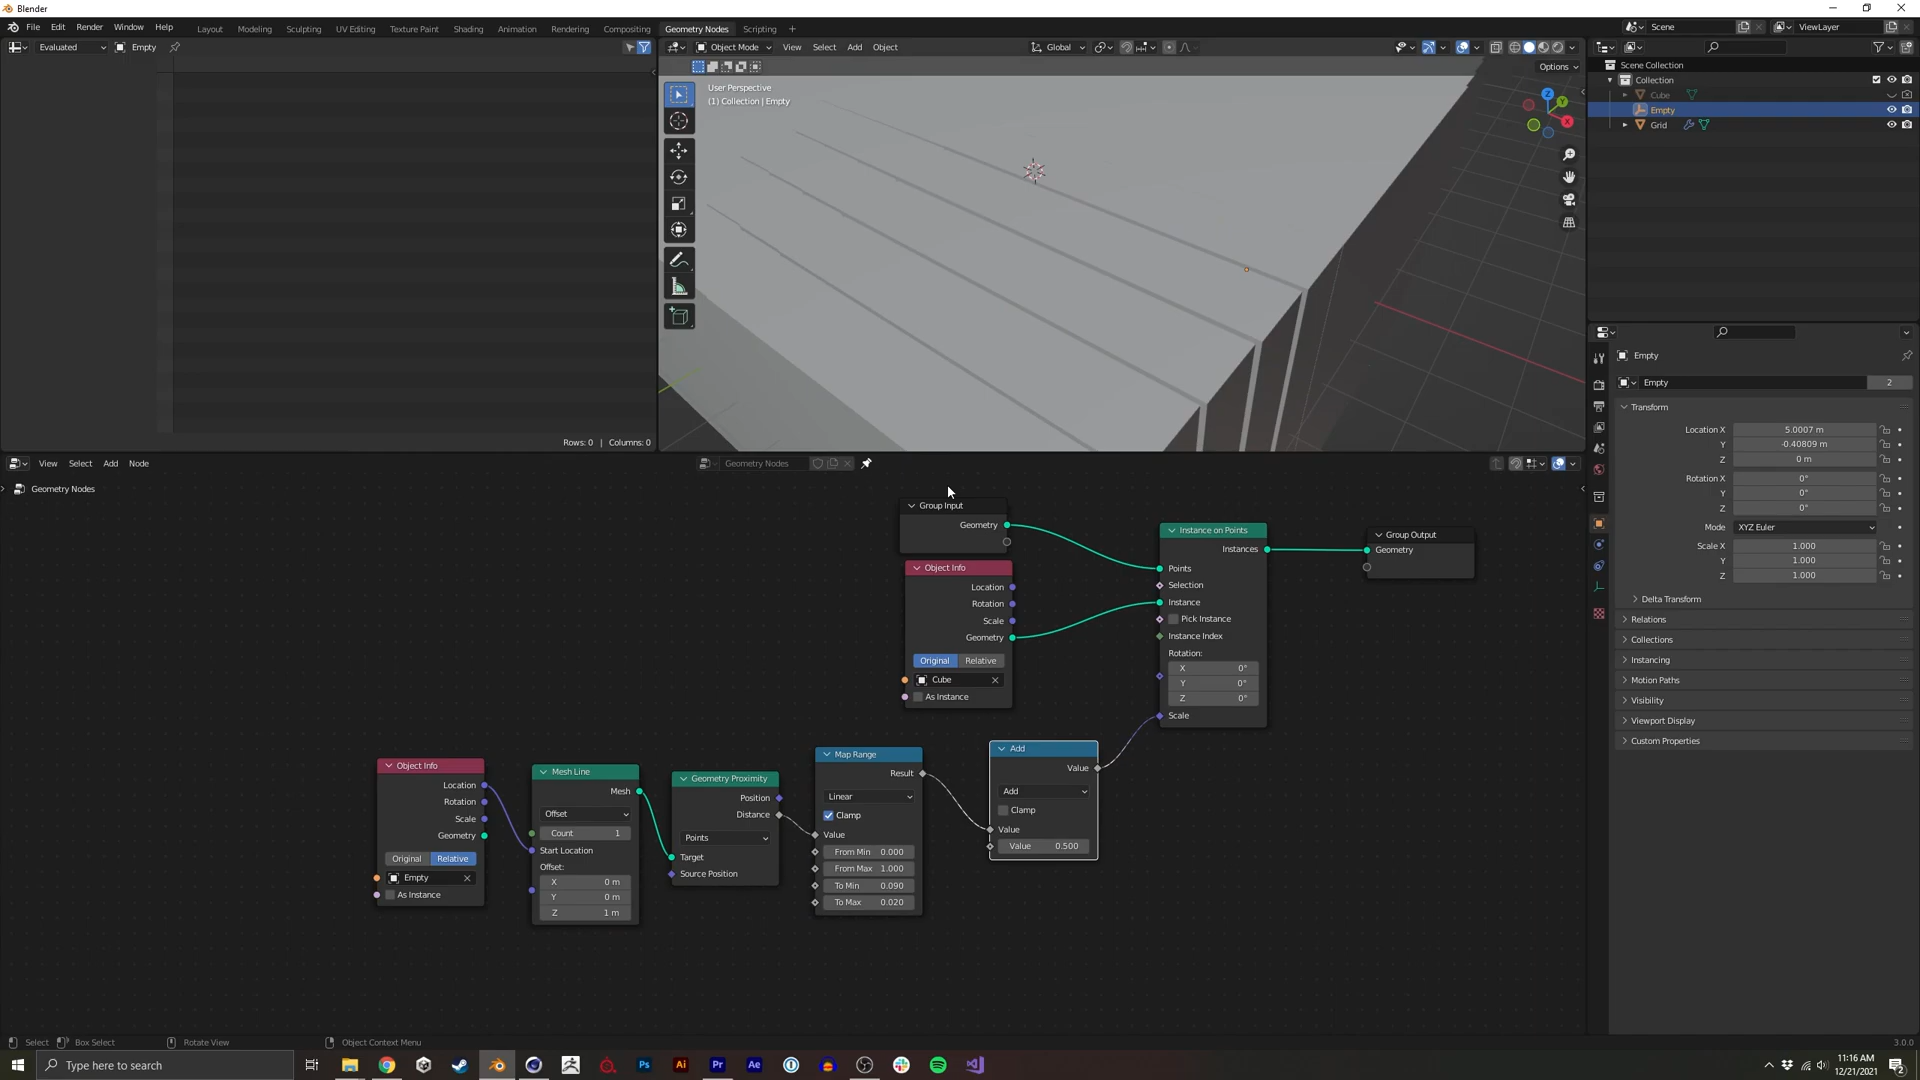 Blender
File Edit Render Window Help Layout Modeling Sculpting UV Editing Texture Paint Shading Animation Rendering Compositing Geometry Nodes Scripting + Scene ViewLayer
Evaluated Empty
Object Mode View Select Add Object Global
Options
User Perspective
(1) Collection | Empty
Z
Y
X
Rows: 0 | Columns: 0
Scene Collection
Collection
Cube
Empty
Grid
Empty
Empty 2
Transform
Location X 5.0007 m
Y -0.40809 m
Z 0 m
Rotation X 0°
Y 0°
Z 0°
Mode XYZ Euler
Scale X 1.000
Y 1.000
Z 1.000
Delta Transform
Relations
Collections
Instancing
Motion Paths
Visibility
Viewport Display
Custom Properties
View Select Add Node Geometry Nodes
Geometry Nodes
Group Input
Geometry
Object Info
Location
Rotation
Scale
Geometry
Original Relative
Cube
As Instance
Instance on Points
Instances
Points
Selection
Instance
Pick Instance
Instance Index
Rotation:
X 0°
Y 0°
Z 0°
Scale
Group Output
Geometry
Object Info
Location
Rotation
Scale
Geometry
Original Relative
Empty
As Instance
Mesh Line
Mesh
Offset
Count 1
Start Location
Offset:
X 0 m
Y 0 m
Z 1 m
Geometry Proximity
Position
Distance
Points
Target
Source Position
Map Range
Result
Linear
Clamp
Value
From Min 0.000
From Max 1.000
To Min 0.090
To Max 0.020
Add
Value
Add
Clamp
Value
Value 0.500
Select Box Select Rotate View Object Context Menu 3.0.0
Type here to search
Ps Ai Pr Ae
11:16 AM
12/21/2021
2